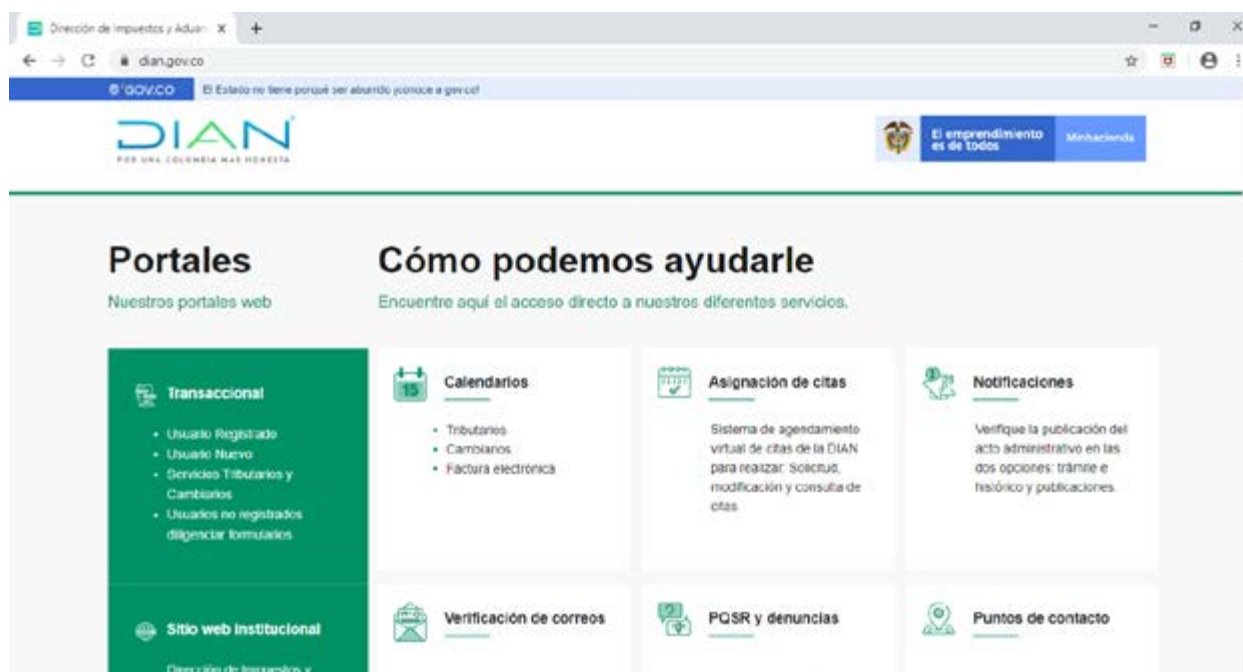 Dirección de Impuestos y Aduan
dian.gov.co
GOV.CO El Estado no tiene porqué ser aburrido ¡conoce a gov.co!
DIAN
POR UNA COLOMBIA MÁS HONESTA
El emprendimiento
es de todos
Minhacienda
Portales
Nuestros portales web
Cómo podemos ayudarle
Encuentre aquí el acceso directo a nuestros diferentes servicios.
Transaccional
• Usuario Registrado
• Usuario Nuevo
• Servicios Tributarios y
Cambiarios
• Usuarios no registrados
diligenciar formularios
15
Calendarios
• Tributarios
• Cambiarios
• Factura electrónica
Asignación de citas
Sistema de agendamiento
virtual de citas de la DIAN
para realizar: Solicitud,
modificación y consulta de
citas.
Notificaciones
Verifique la publicación del
acto administrativo en las
dos opciones: trámite e
histórico y publicaciones.
Sitio web institucional
Dirección de Impuestos y
Verificación de correos
PQSR y denuncias
Puntos de contacto